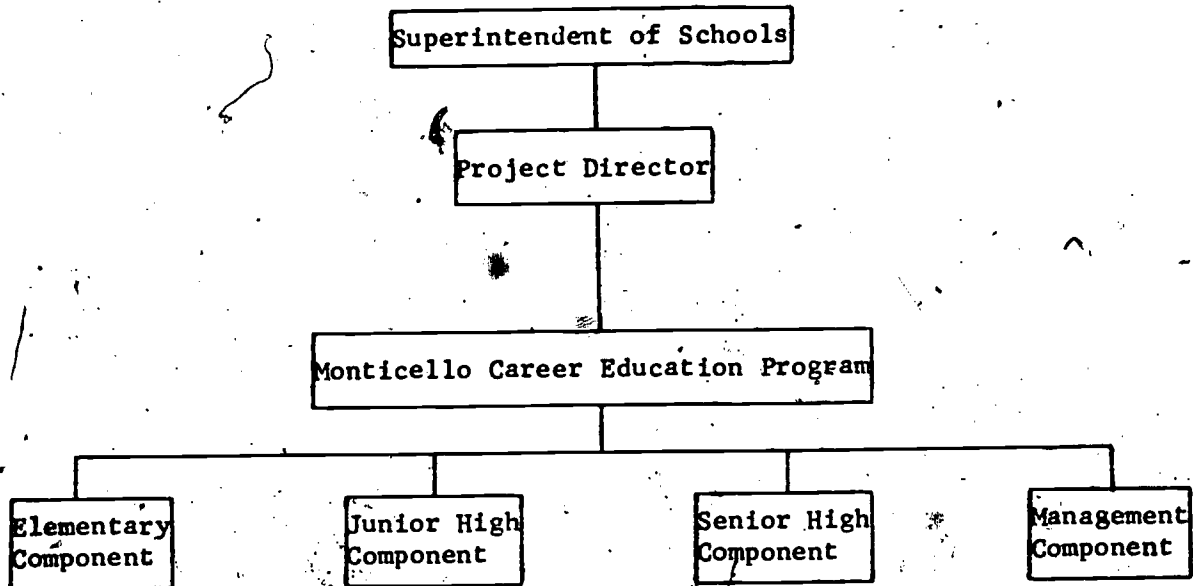 Superintendent of Schools
Project Director
Monticello Career Education Program
Elementary
Component
Junior High
Component
Senior High
Component
Management
Component